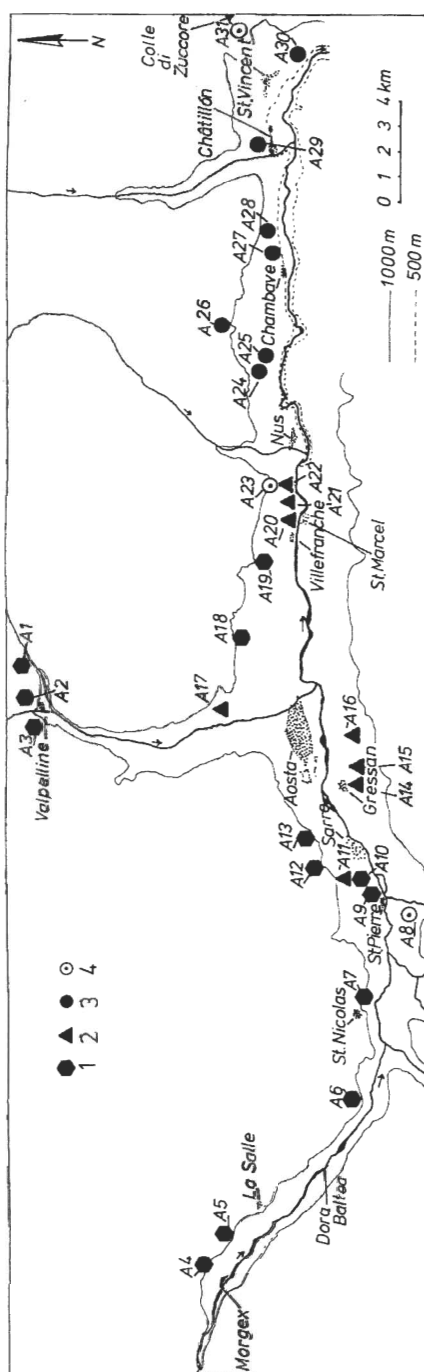 N
Colle
di
Zuccore
A31
St.Vincent
A30
Châtillon
A29
A28
A27
Chambave
A26
A25
A24
Nus
A23
A22
A21
A20
Villefranche
St.Marcel
A19
A18
A17
A1
A2
A3
Valpelline
Aosta
A16
A15
A14
Gressan
Sarre
A13
A12
A11
A10
A9
St.Pierre
A8
A7
St.Nicolas
A6
La Salle
A5
A4
Dora
Baltea
Morgex
1
2
3
4
0 1 2 3 4 km
1000 m
500 m